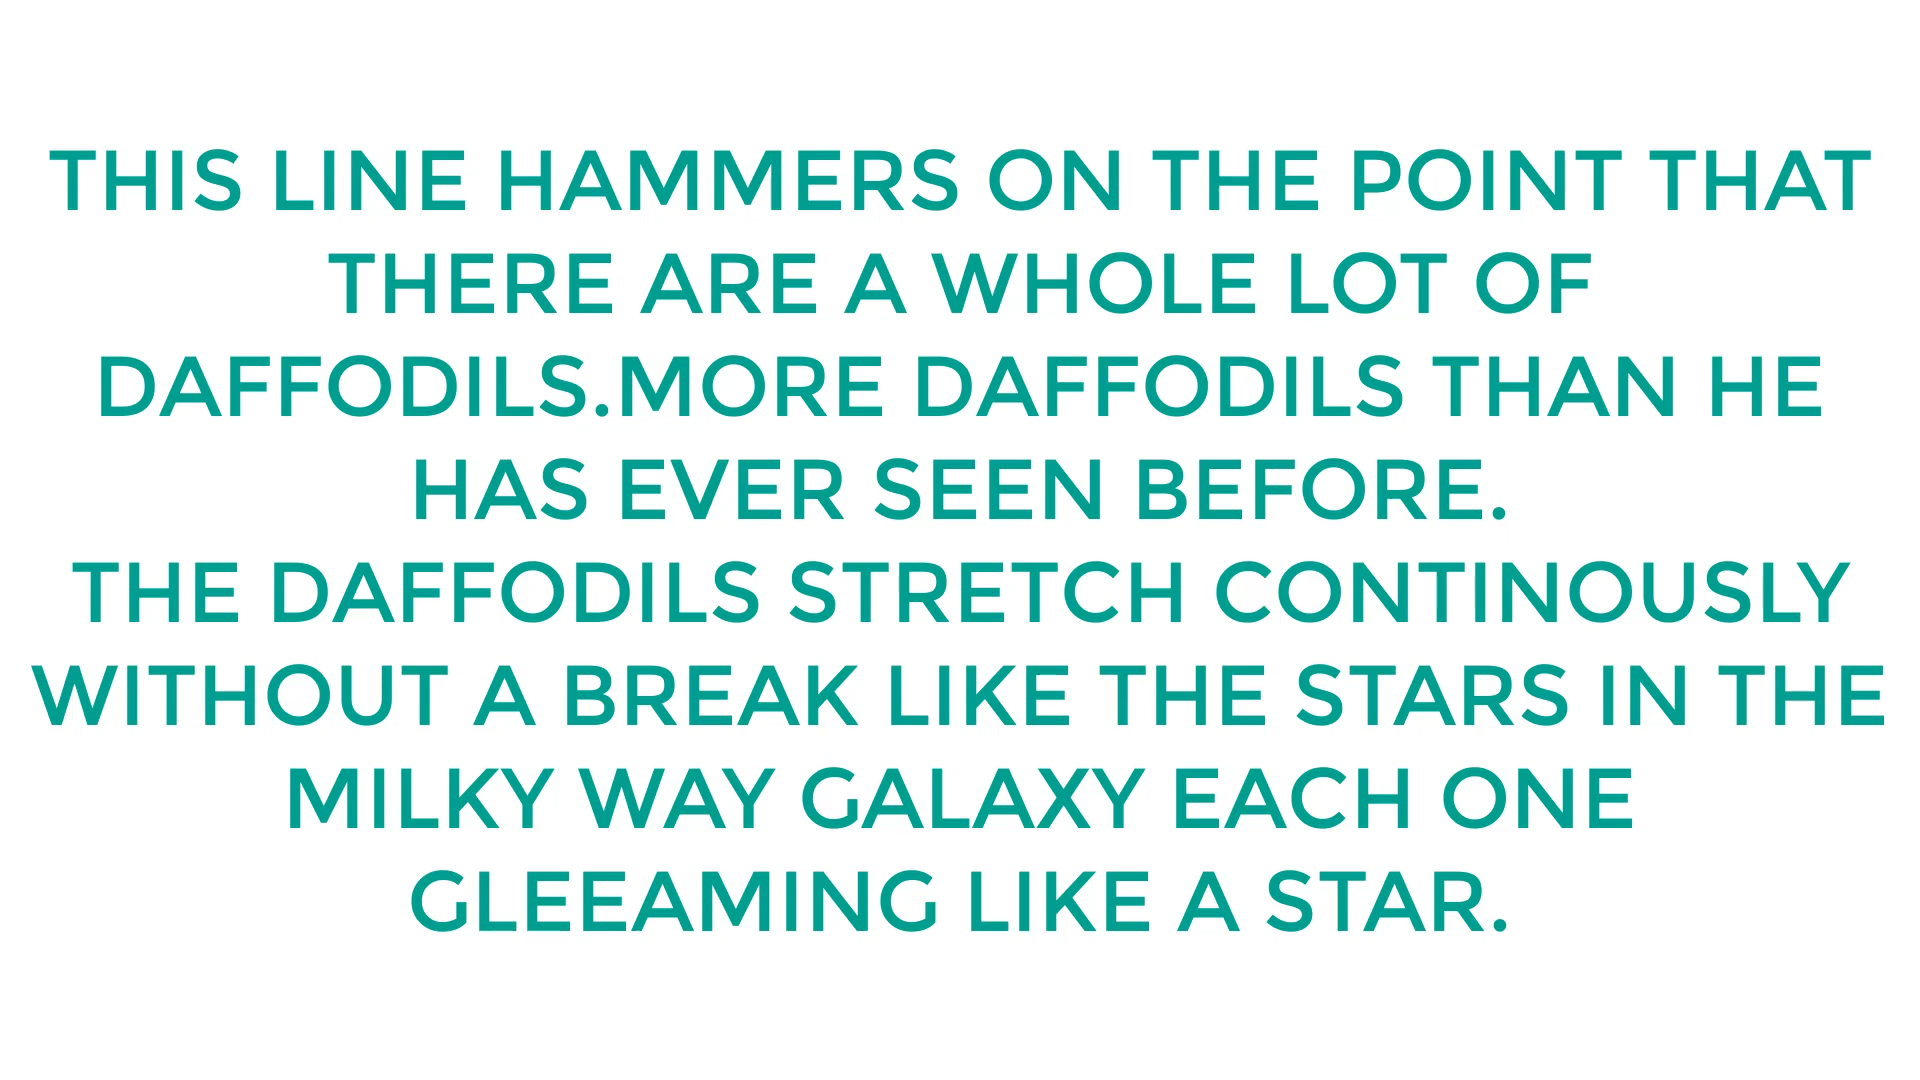 THIS LINE HAMMERS ON THE POINT THAT
THERE ARE A WHOLE LOT OF
DAFFODILS.MORE DAFFODILS THAN HE
HAS EVER SEEN BEFORE.
THE DAFFODILS STRETCH CONTINOUSLY
WITHOUT A BREAK LIKE THE STARS IN THE
MILKY WAY GALAXY EACH ONE
GLEEAMING LIKE A STAR.